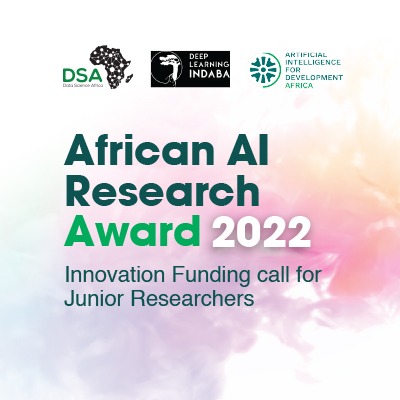 DSA
Data Science Africa
DEEP
LEARNING
INDABA
ARTIFICIAL
INTELLIGENCE
FOR
DEVELOPMENT
AFRICA
African AI
Research
Award 2022
Innovation Funding call for
Junior Researchers